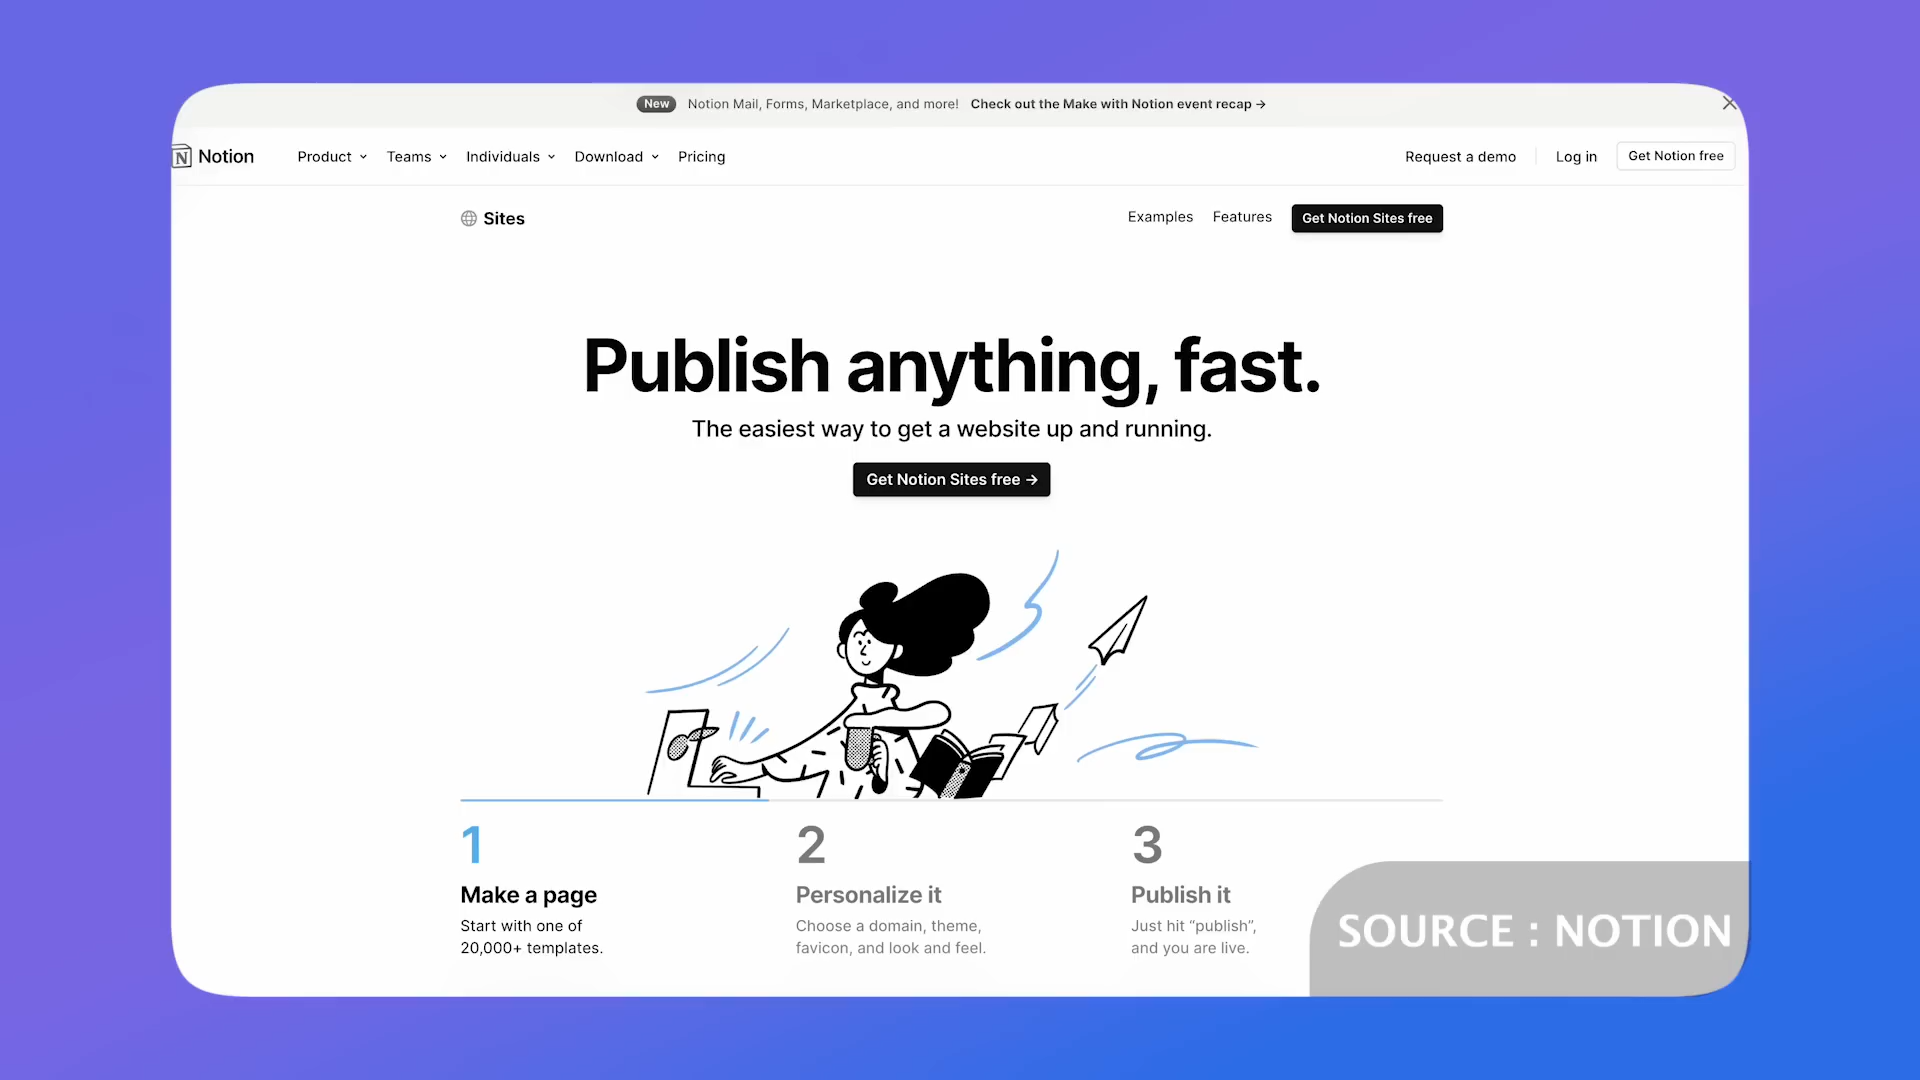 New Notion Mail, Forms, Marketplace, and more! Check out the Make with Notion event recap →
Notion Product Teams Individuals Download Pricing Request a demo Log in Get Notion free
Sites Examples Features Get Notion Sites free
Publish anything, fast.
The easiest way to get a website up and running.
Get Notion Sites free →
1
Make a page
Start with one of
20,000+ templates.
2
Personalize it
Choose a domain, theme,
favicon, and look and feel.
3
Publish it
Just hit “publish”,
and you are live.
SOURCE : NOTION